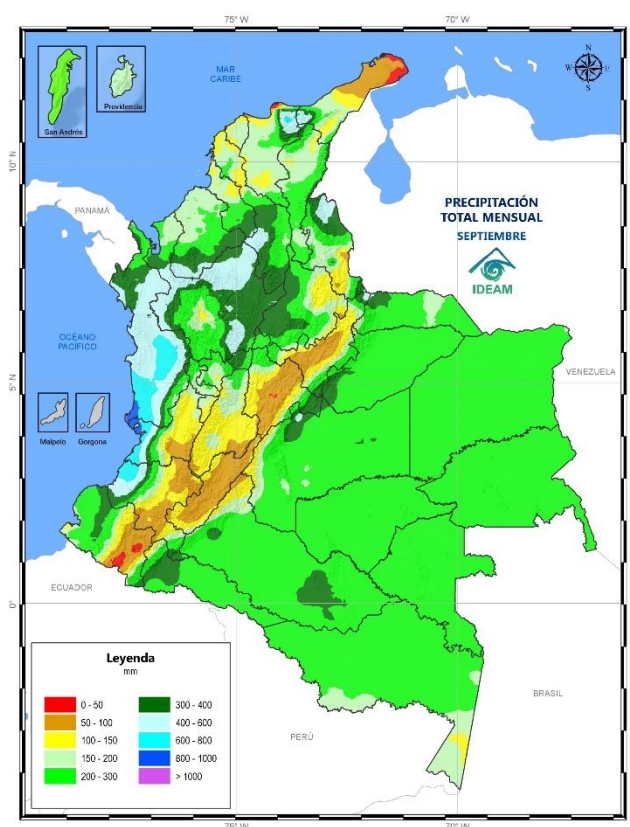 75° W
70° W
MAR
CARIBE
N
W
E
S
San Andrés
Providencia
10° N
PANAMÁ
PRECIPITACIÓN
TOTAL MENSUAL
SEPTIEMBRE
IDEAM
OCÉANO
PACÍFICO
VENEZUELA
5° N
Malpelo
Gorgona
ECUADOR
0°
Leyenda
mm
0 - 50
50 - 100
100 - 150
150 - 200
200 - 300
300 - 400
400 - 600
600 - 800
800 - 1000
> 1000
BRASIL
PERÚ
75° W
70° W